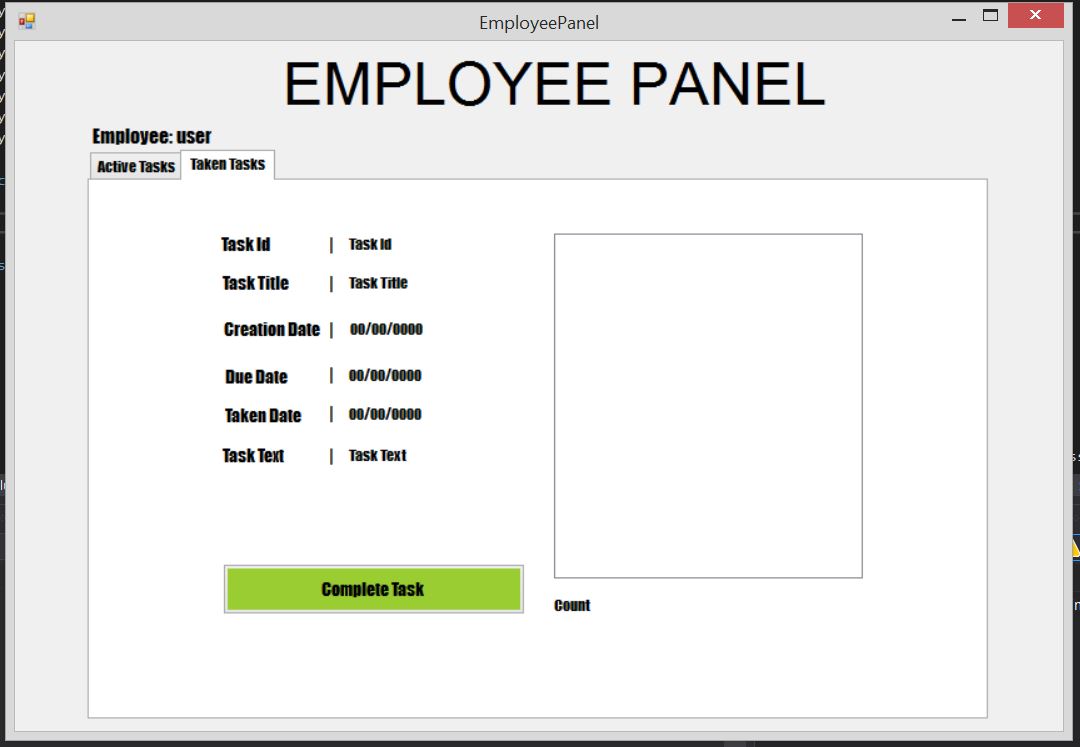 EmployeePanel
EMPLOYEE PANEL
Employee: user
Active Tasks Taken Tasks
Task Id | Task Id
Task Title | Task Title
Creation Date | 00/00/0000
Due Date | 00/00/0000
Taken Date | 00/00/0000
Task Text | Task Text
Complete Task
Count